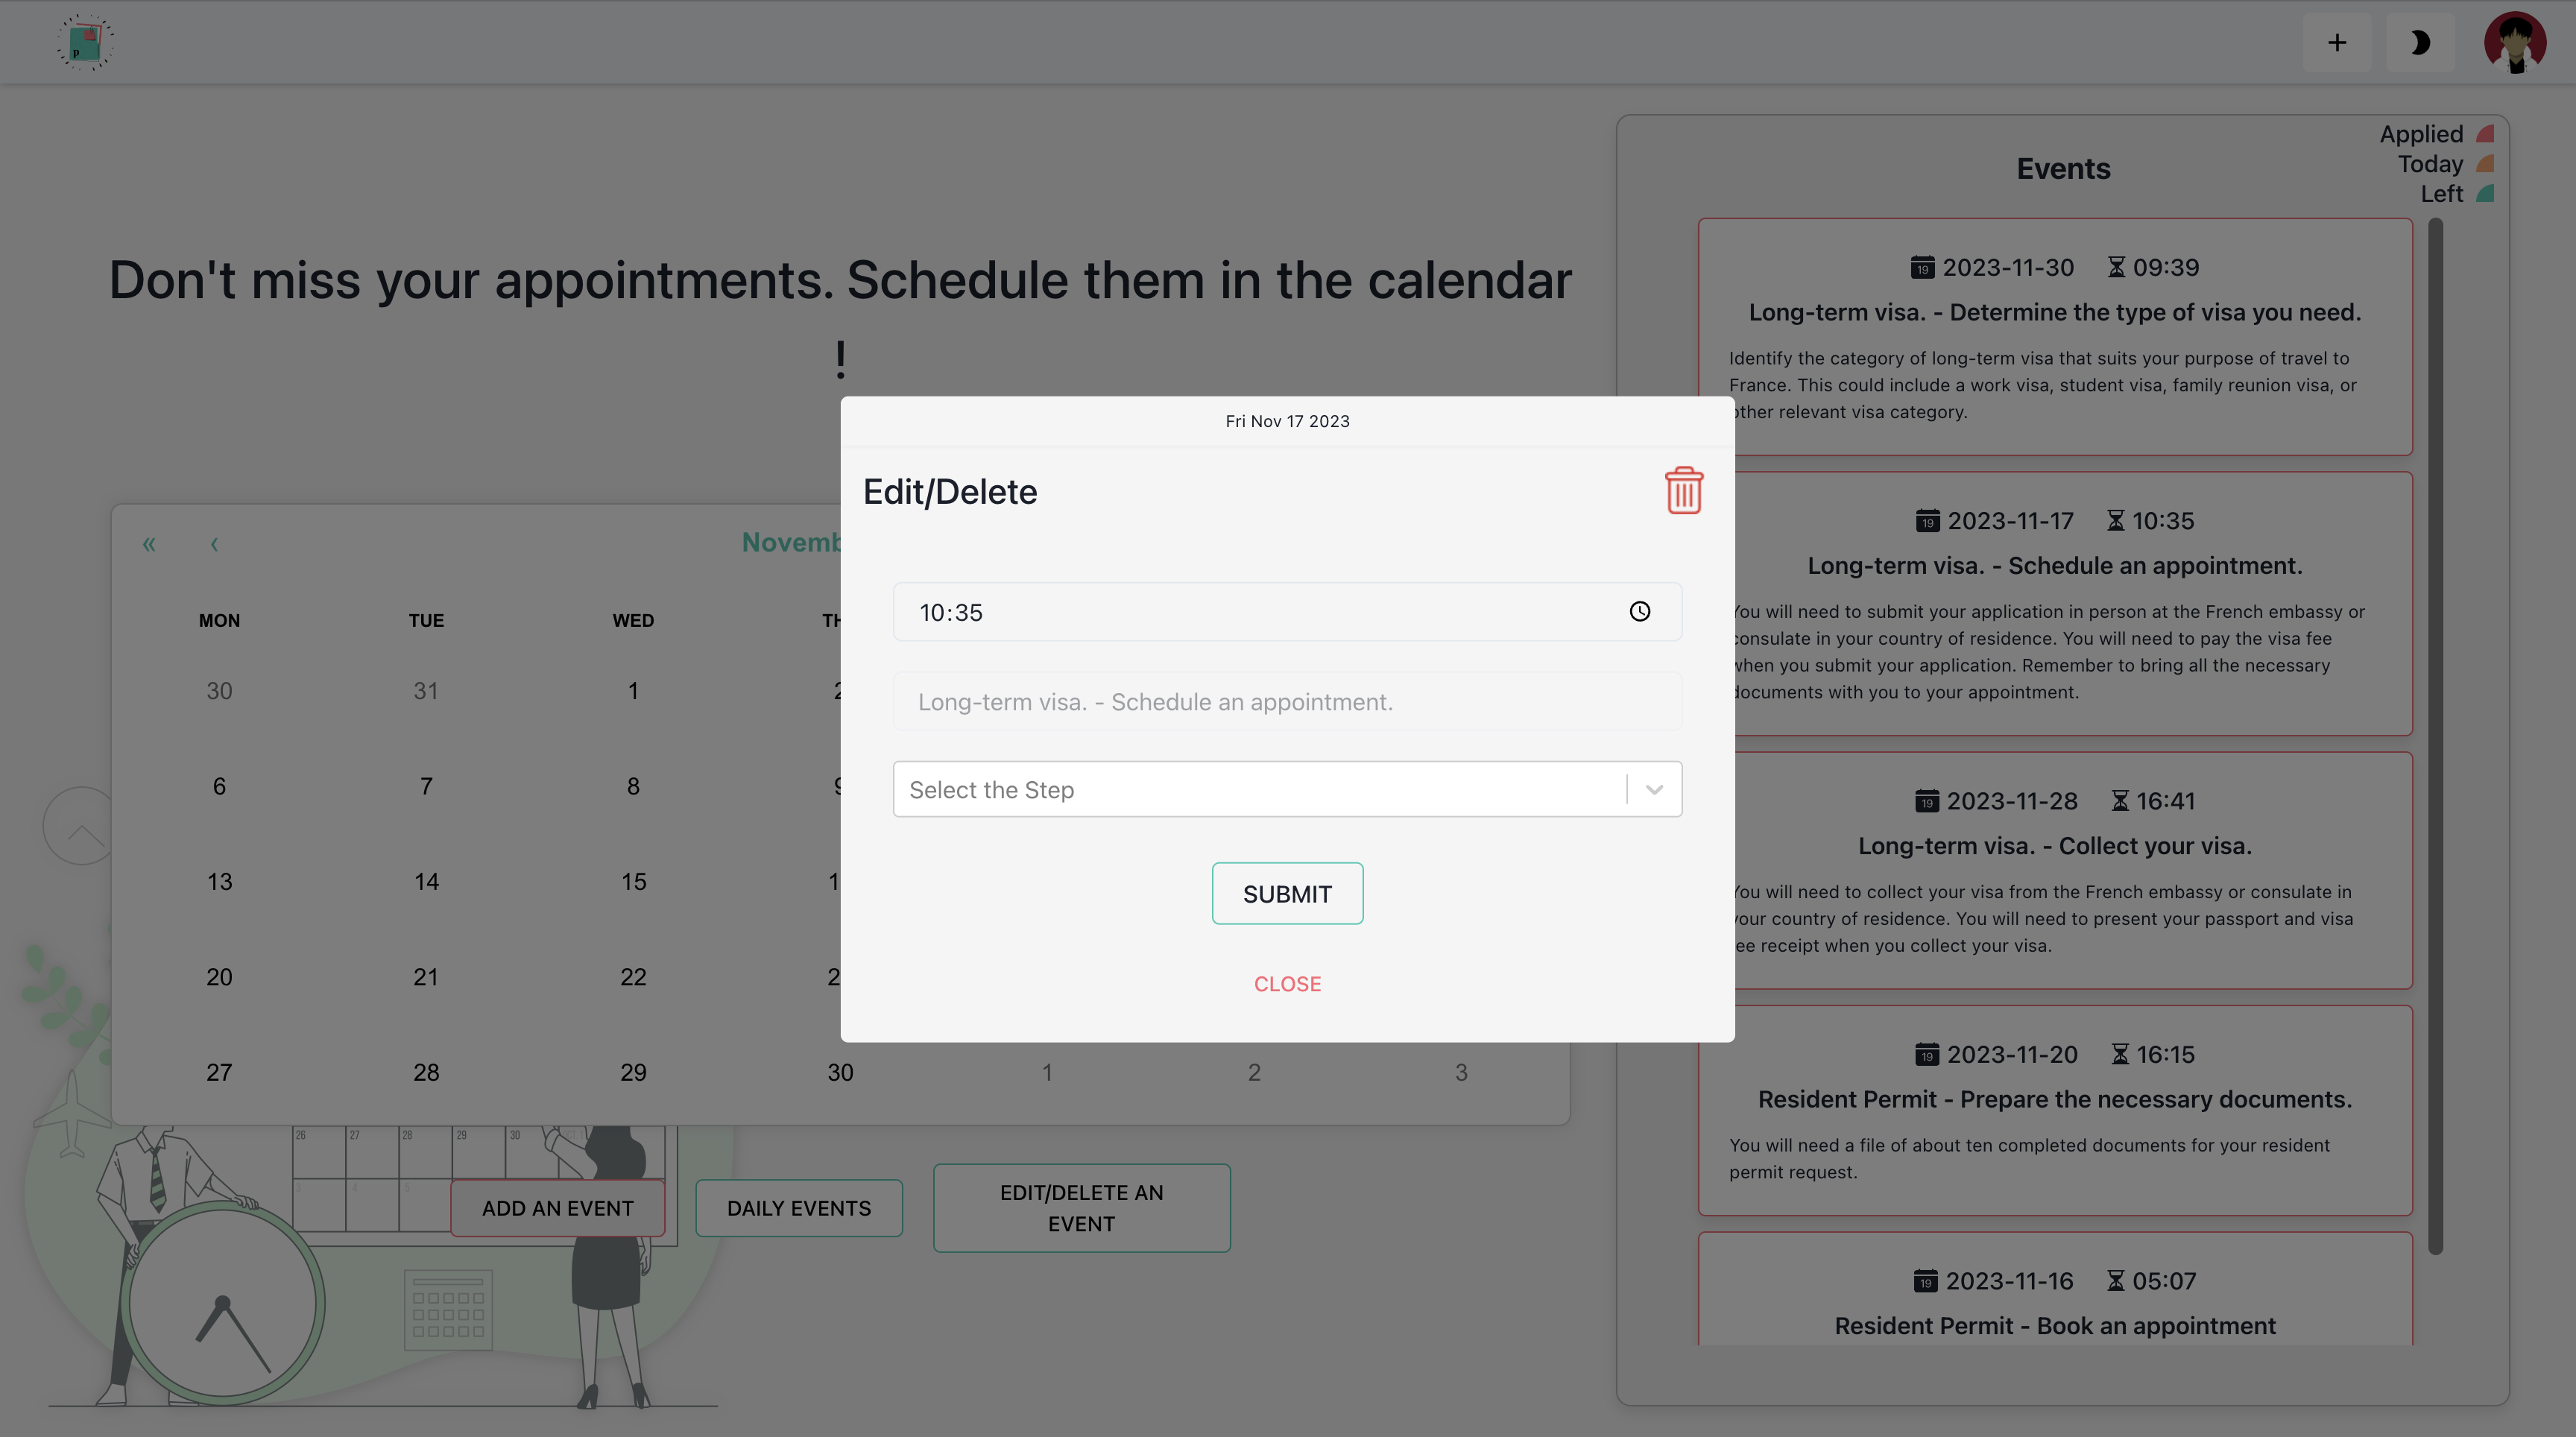 p
+
Applied
Today
Left
Events
Don't miss your appointments. Schedule them in the calendar
!
19 2023-11-30 09:39
Long-term visa. - Determine the type of visa you need.
Identify the category of long-term visa that suits your purpose of travel to
France. This could include a work visa, student visa, family reunion visa, or
other relevant visa category.
19 2023-11-17 10:35
Long-term visa. - Schedule an appointment.
You will need to submit your application in person at the French embassy or
consulate in your country of residence. You will need to pay the visa fee
when you submit your application. Remember to bring all the necessary
documents with you to your appointment.
19 2023-11-28 16:41
Long-term visa. - Collect your visa.
You will need to collect your visa from the French embassy or consulate in
your country of residence. You will need to present your passport and visa
fee receipt when you collect your visa.
19 2023-11-20 16:15
Resident Permit - Prepare the necessary documents.
You will need a file of about ten completed documents for your resident
permit request.
19 2023-11-16 05:07
Resident Permit - Book an appointment
Fri Nov 17 2023
Edit/Delete
10:35
Long-term visa. - Schedule an appointment.
Select the Step
SUBMIT
CLOSE
« ‹ Novemb
MON TUE WED TH
30 31 1 2
6 7 8 9
13 14 15 1
20 21 22 2
27 28 29 30 1 2 3
26 27 28 29 30
3 4 5
ADD AN EVENT
DAILY EVENTS
EDIT/DELETE AN
EVENT